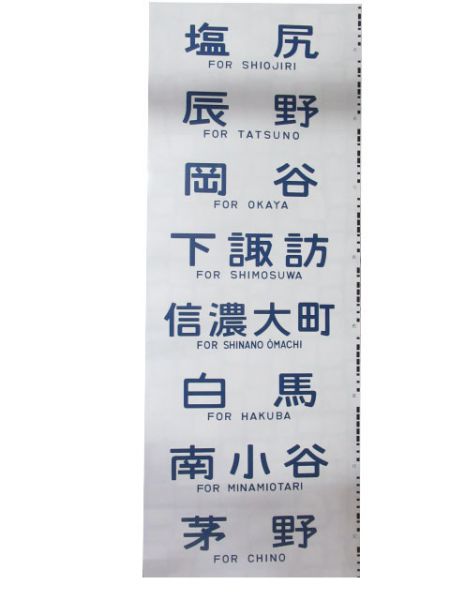 塩尻
FOR SHIOJIRI
辰野
FOR TATSUNO
岡谷
FOR OKAYA
下諏訪
FOR SHIMOSUWA
信濃大町
FOR SHINANO ŌMACHI
白馬
FOR HAKUBA
南小谷
FOR MINAMIOTARI
茅野
FOR CHINO